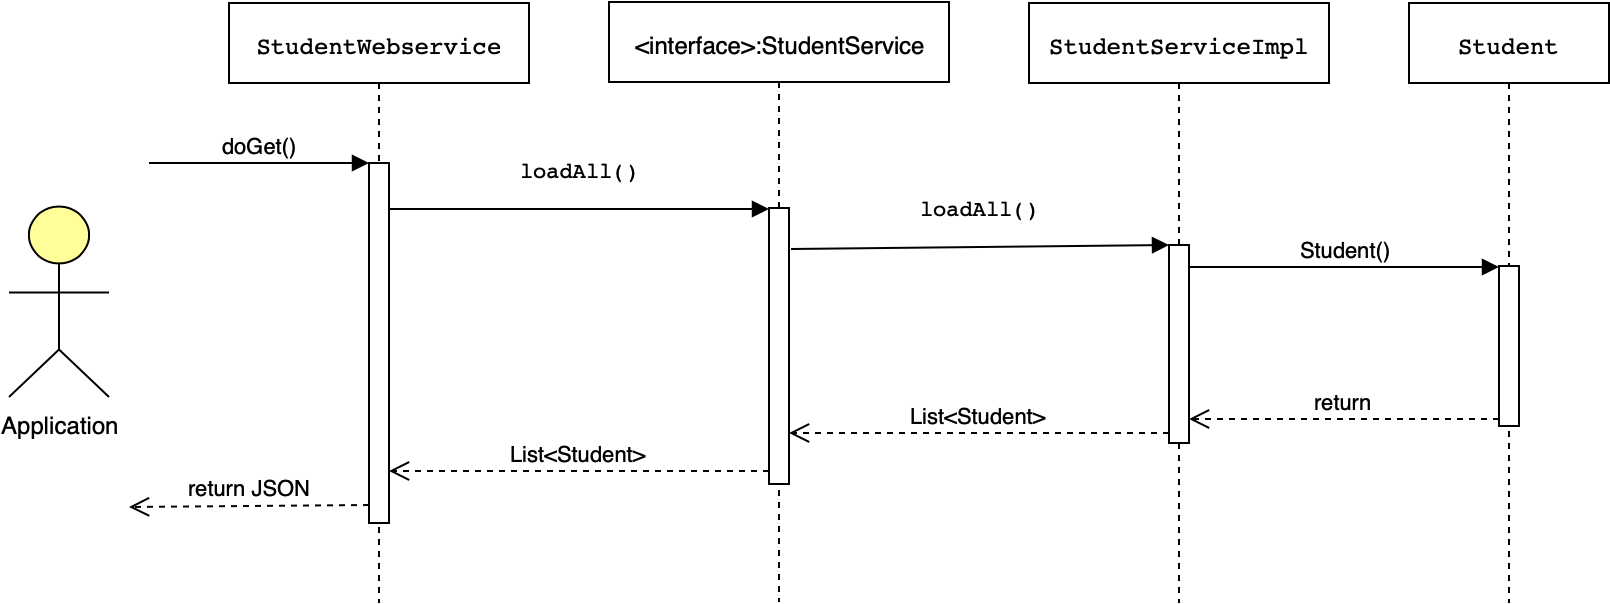 StudentWebservice
<interface>:StudentService
StudentServiceImpl
Student
doGet()
loadAll()
loadAll()
Student()
return
List<Student>
Application
List<Student>
return JSON